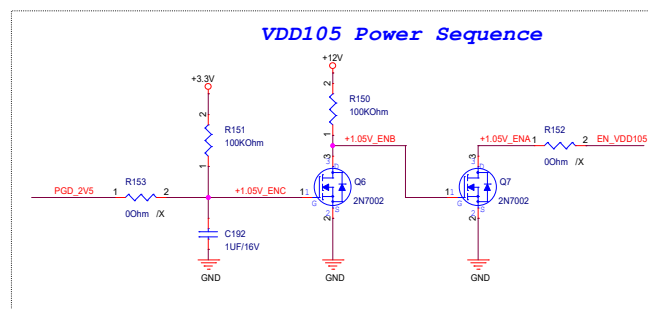 VDD105 Power Sequence
+3.3V
+12V
2
R151
100KOhm
1
2
R150
100KOhm
1
+1.05V_ENB
+1.05V_ENA
1
R152
2
EN_VDD105
0Ohm
/X
PGD_2V5
1
R153
2
0Ohm
/X
+1.05V_ENC
1
1
G
3
D
Q6
2N7002
2
S
1
1
G
3
D
Q7
2N7002
2
S
C192
1UF/16V
GND
GND
GND